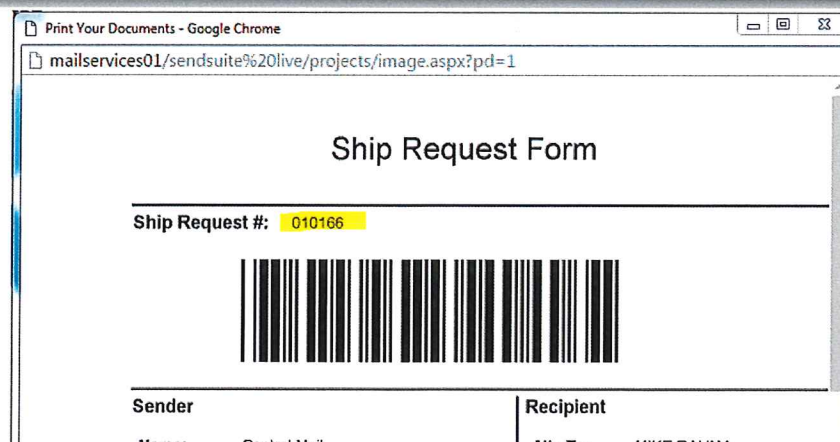 Print Your Documents - Google Chrome
mailservices01/sendsuite%20live/projects/image.aspx?pd=1
Ship Request Form
Ship Request #: 010166
Sender
Recipient